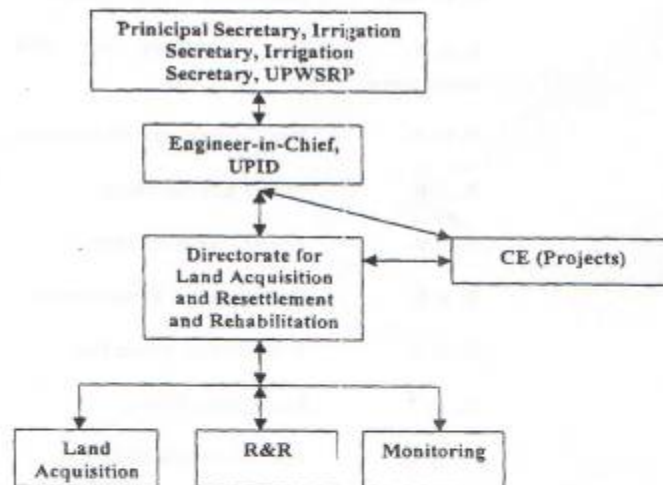 Prinicipal Secretary, Irrigation
Secretary, Irrigation
Secretary, UPWSRP
Engineer-in-Chief,
UPID
Directorate for
Land Acquisition
and Resettlement
and Rehabilitation
CE (Projects)
Land
Acquisition
R&R
Monitoring